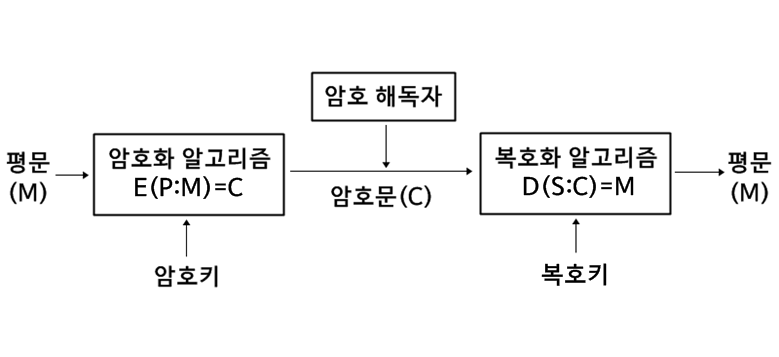 암호 해독자
평문
(M)
암호화 알고리즘
E(P:M)=C
암호문(C)
복호화 알고리즘
D(S:C)=M
평문
(M)
암호키
복호키